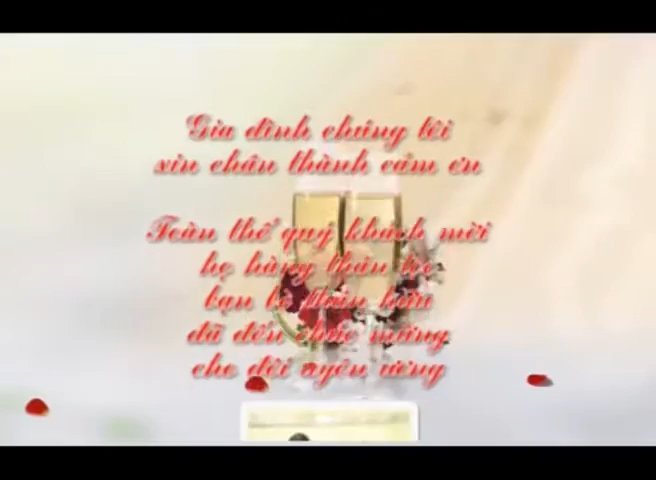 Gia đình chúng tôi
xin chân thành cảm ơn
Toàn thể quý khách mời
họ hàng thân tộc
bạn bè thân hữu
đã đến chúc mừng
cho đôi uyên ương